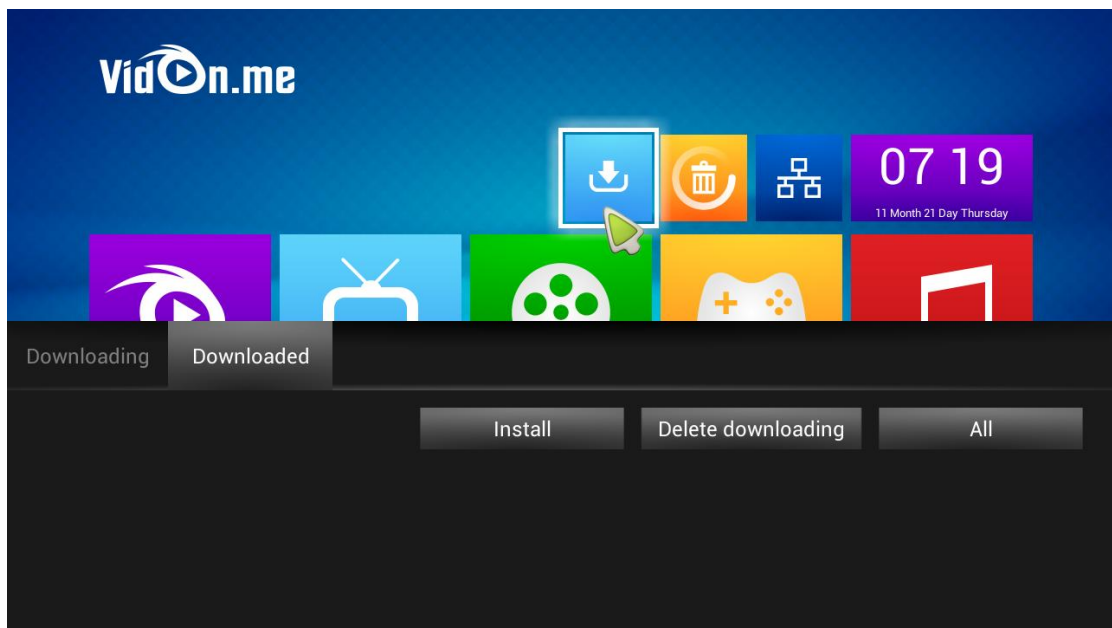 VidOn.me
07 19
11 Month 21 Day Thursday
Downloading Downloaded
Install Delete downloading All